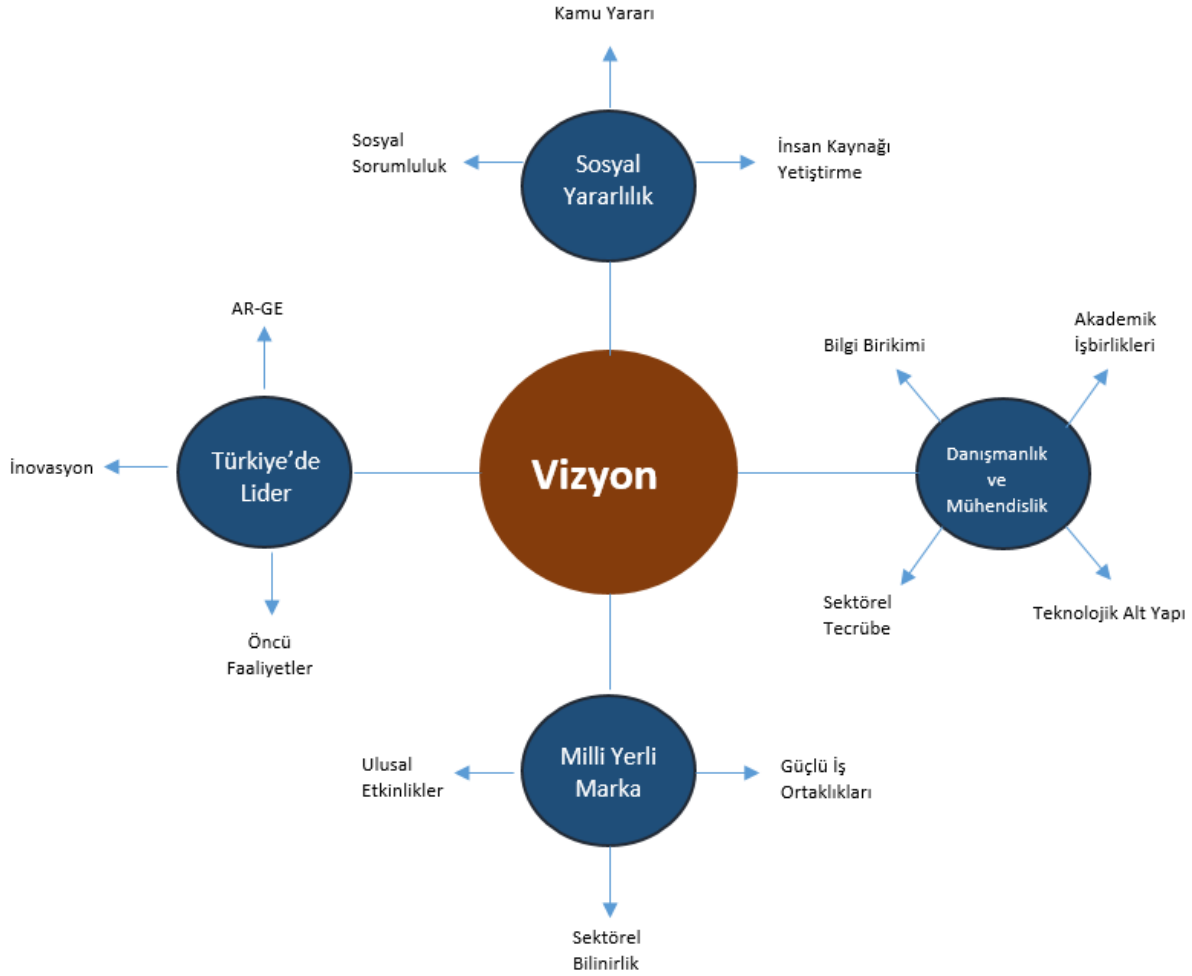 Kamu Yararı
Sosyal
Sorumluluk
Sosyal
Yararlılık
İnsan Kaynağı
Yetiştirme
AR-GE
İnovasyon
Türkiye’de
Lider
Öncü
Faaliyetler
Vizyon
Bilgi Birikimi
Akademik
İşbirlikleri
Danışmanlık
ve
Mühendislik
Sektörel
Tecrübe
Teknolojik Alt Yapı
Ulusal
Etkinlikler
Milli Yerli
Marka
Güçlü İş
Ortaklıkları
Sektörel
Bilinirlik